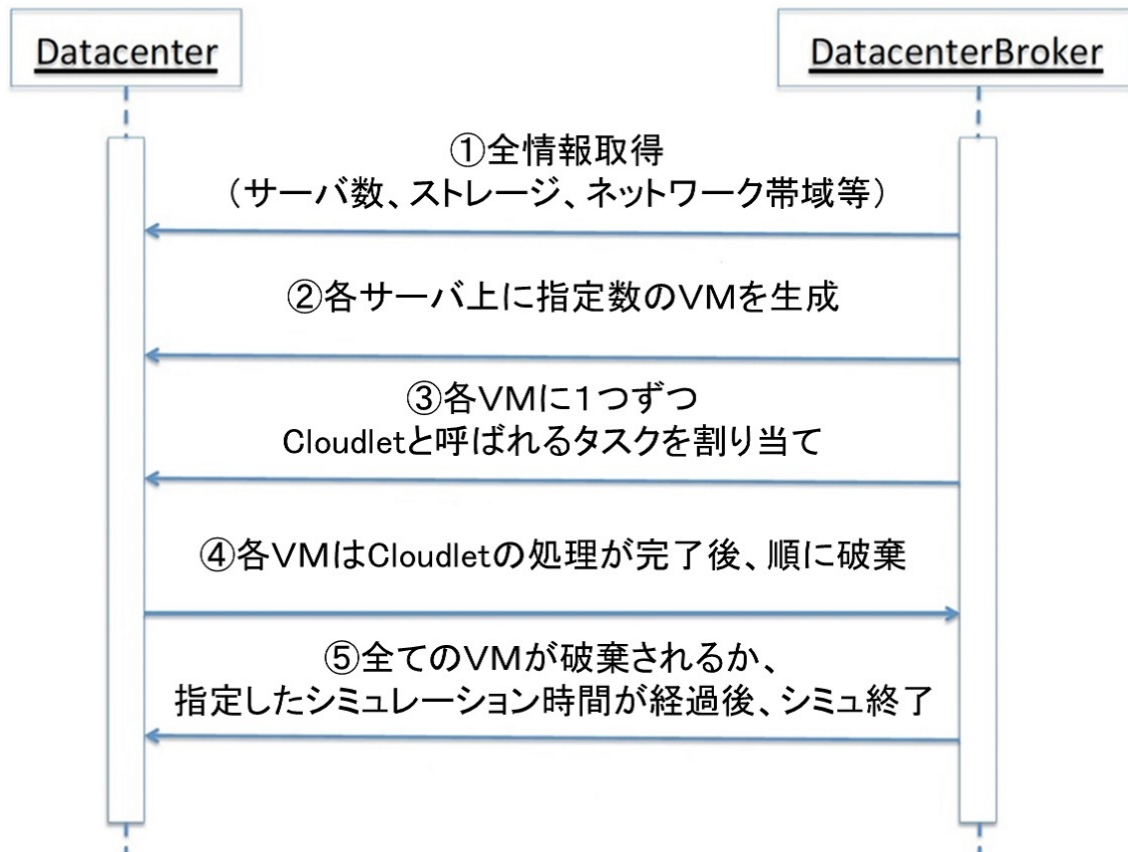 Datacenter
DatacenterBroker
①全情報取得
（サーバ数、ストレージ、ネットワーク帯域等）
②各サーバ上に指定数のＶＭを生成
③各ＶＭに１つずつ
Cloudletと呼ばれるタスクを割り当て
④各ＶＭはCloudletの処理が完了後、順に破棄
⑤全てのＶＭが破棄されるか、
指定したシミュレーション時間が経過後、シミュ終了